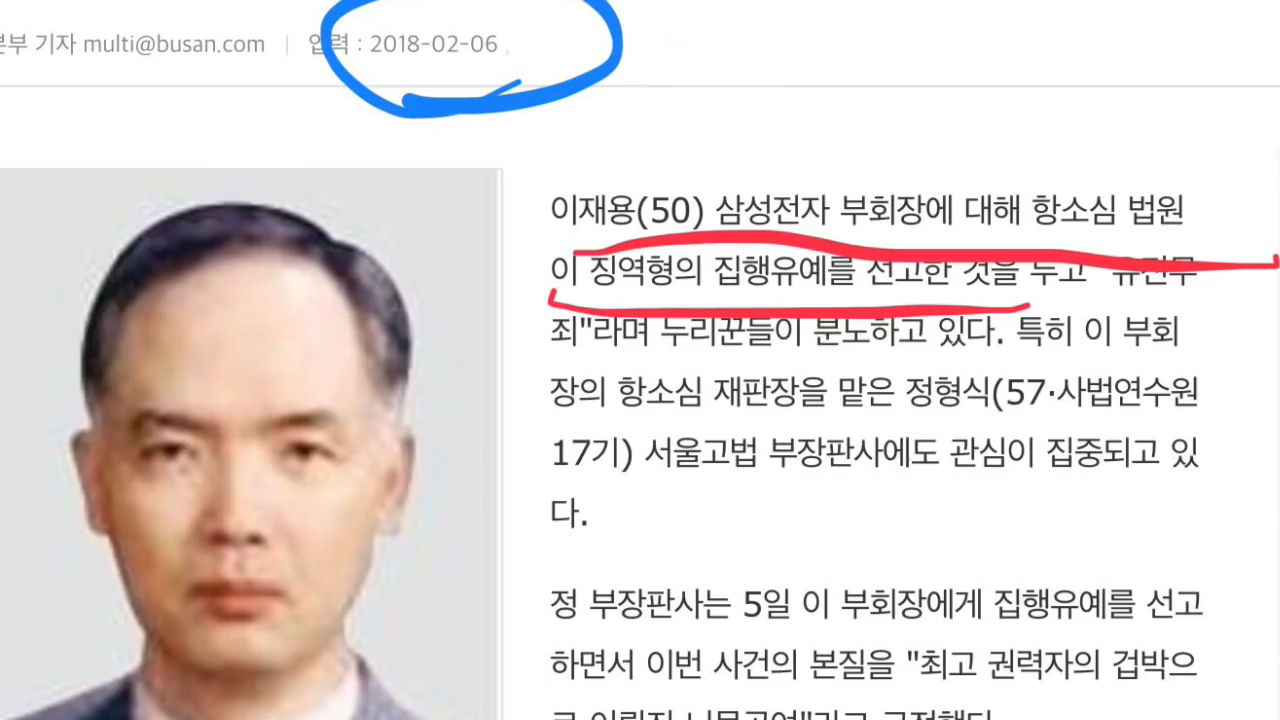 본부 기자 multi@busan.com | 입력 : 2018-02-06
이재용(50) 삼성전자 부회장에 대해 항소심 법원
이 징역형의 집행유예를 선고한 것을 두고 "유전무
죄"라며 누리꾼들이 분노하고 있다. 특히 이 부회
장의 항소심 재판장을 맡은 정형식(57·사법연수원
17기) 서울고법 부장판사에도 관심이 집중되고 있
다.
정 부장판사는 5일 이 부회장에게 집행유예를 선고
하면서 이번 사건의 본질을 "최고 권력자의 겁박으